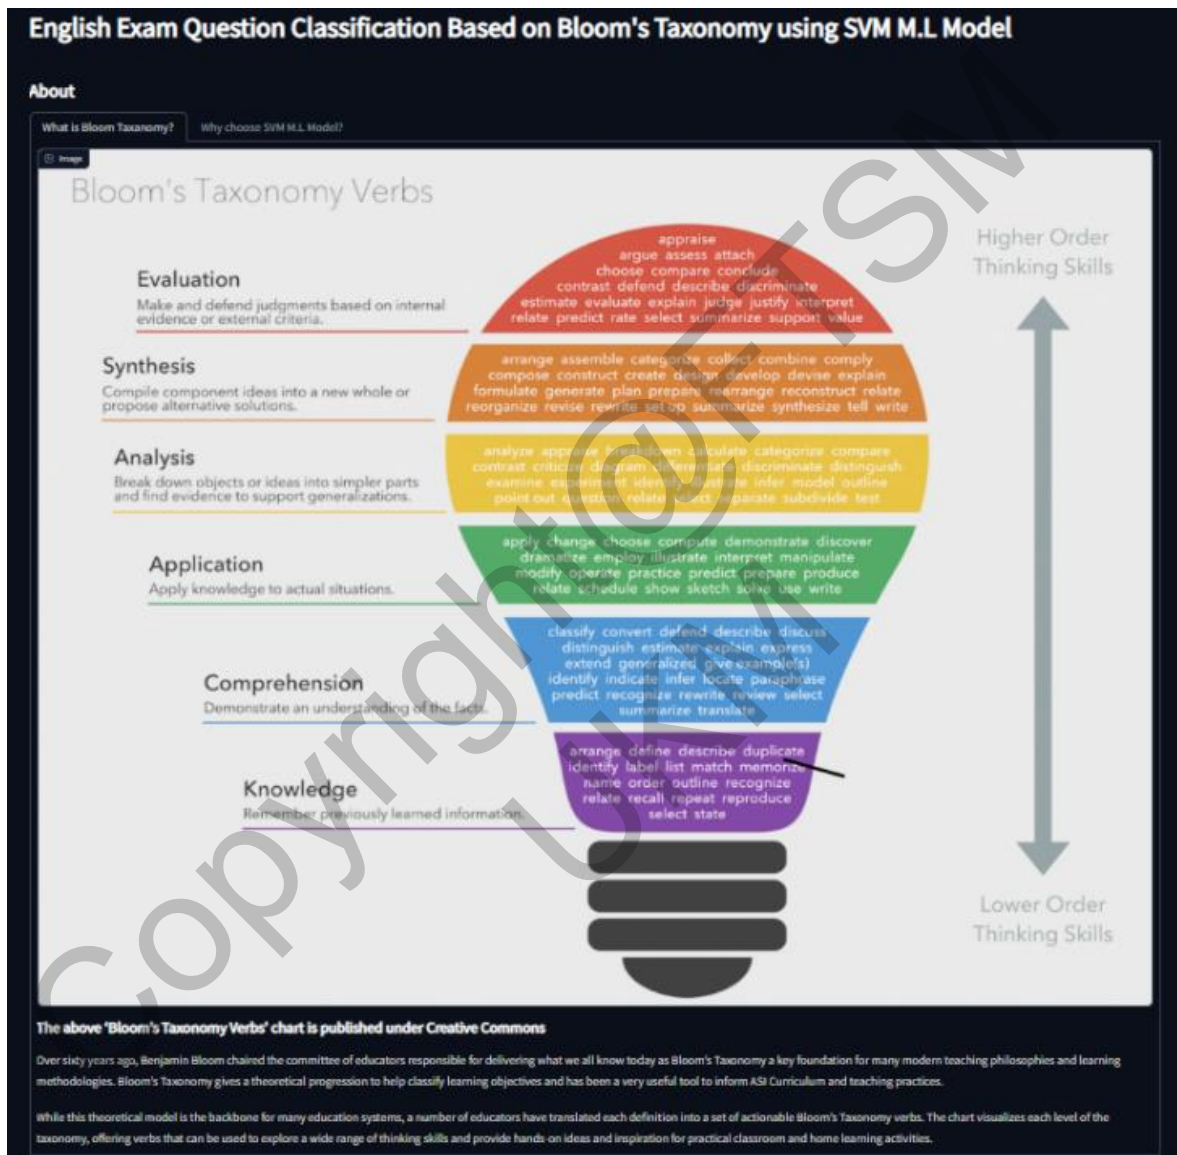 English Exam Question Classification Based on Bloom's Taxonomy using SVM M.L Model
About
What is Bloom Taxanomy?
Why choose SVM M.L Model?
Image
Bloom's Taxonomy Verbs
Higher Order
Thinking Skills
Evaluation
Make and defend judgments based on internal
evidence or external criteria.
appraise
argue assess attach
choose compare conclude
contrast defend describe discriminate
estimate evaluate explain judge justify interpret
relate predict rate select summarize support value
Synthesis
Compile component ideas into a new whole or
propose alternative solutions.
arrange assemble categorize collect combine comply
compose construct create design develop devise explain
formulate generate plan prepare rearrange reconstruct relate
reorganize revise rewrite set up summarize synthesize tell write
Analysis
Break down objects or ideas into simpler parts
and find evidence to support generalizations.
analyze appraise breakdown calculate categorize compare
contrast criticize diagram differentiate discriminate distinguish
examine experiment identify illustrate infer model outline
point out question relate select separate subdivide test
Application
Apply knowledge to actual situations.
apply change choose compute demonstrate discover
dramatize employ illustrate interpret manipulate
modify operate practice predict prepare produce
relate schedule show sketch solve use write
Comprehension
Demonstrate an understanding of the facts.
classify convert defend describe discuss
distinguish estimate explain express
extend generalized give example(s)
identify indicate infer locate paraphrase
predict recognize rewrite review select
summarize translate
Knowledge
Remember previously learned information.
arrange define describe duplicate
identify label list match memorize
name order outline recognize
relate recall repeat reproduce
select state
Lower Order
Thinking Skills
The above 'Bloom's Taxonomy Verbs' chart is published under Creative Commons
Over sixty years ago, Benjamin Bloom chaired the committee of educators responsible for delivering what we all know today as Bloom's Taxonomy a key foundation for many modern teaching philosophies and learning
methodologies. Bloom's Taxonomy gives a theoretical progression to help classify learning objectives and has been a very useful tool to inform ASI Curriculum and teaching practices.
While this theoretical model is the backbone for many education systems, a number of educators have translated each definition into a set of actionable Bloom's Taxonomy verbs. The chart visualizes each level of the
taxonomy, offering verbs that can be used to explore a wide range of thinking skills and provide hands-on ideas and inspiration for practical classroom and home learning activities.
Copyright@FTSM
UKM